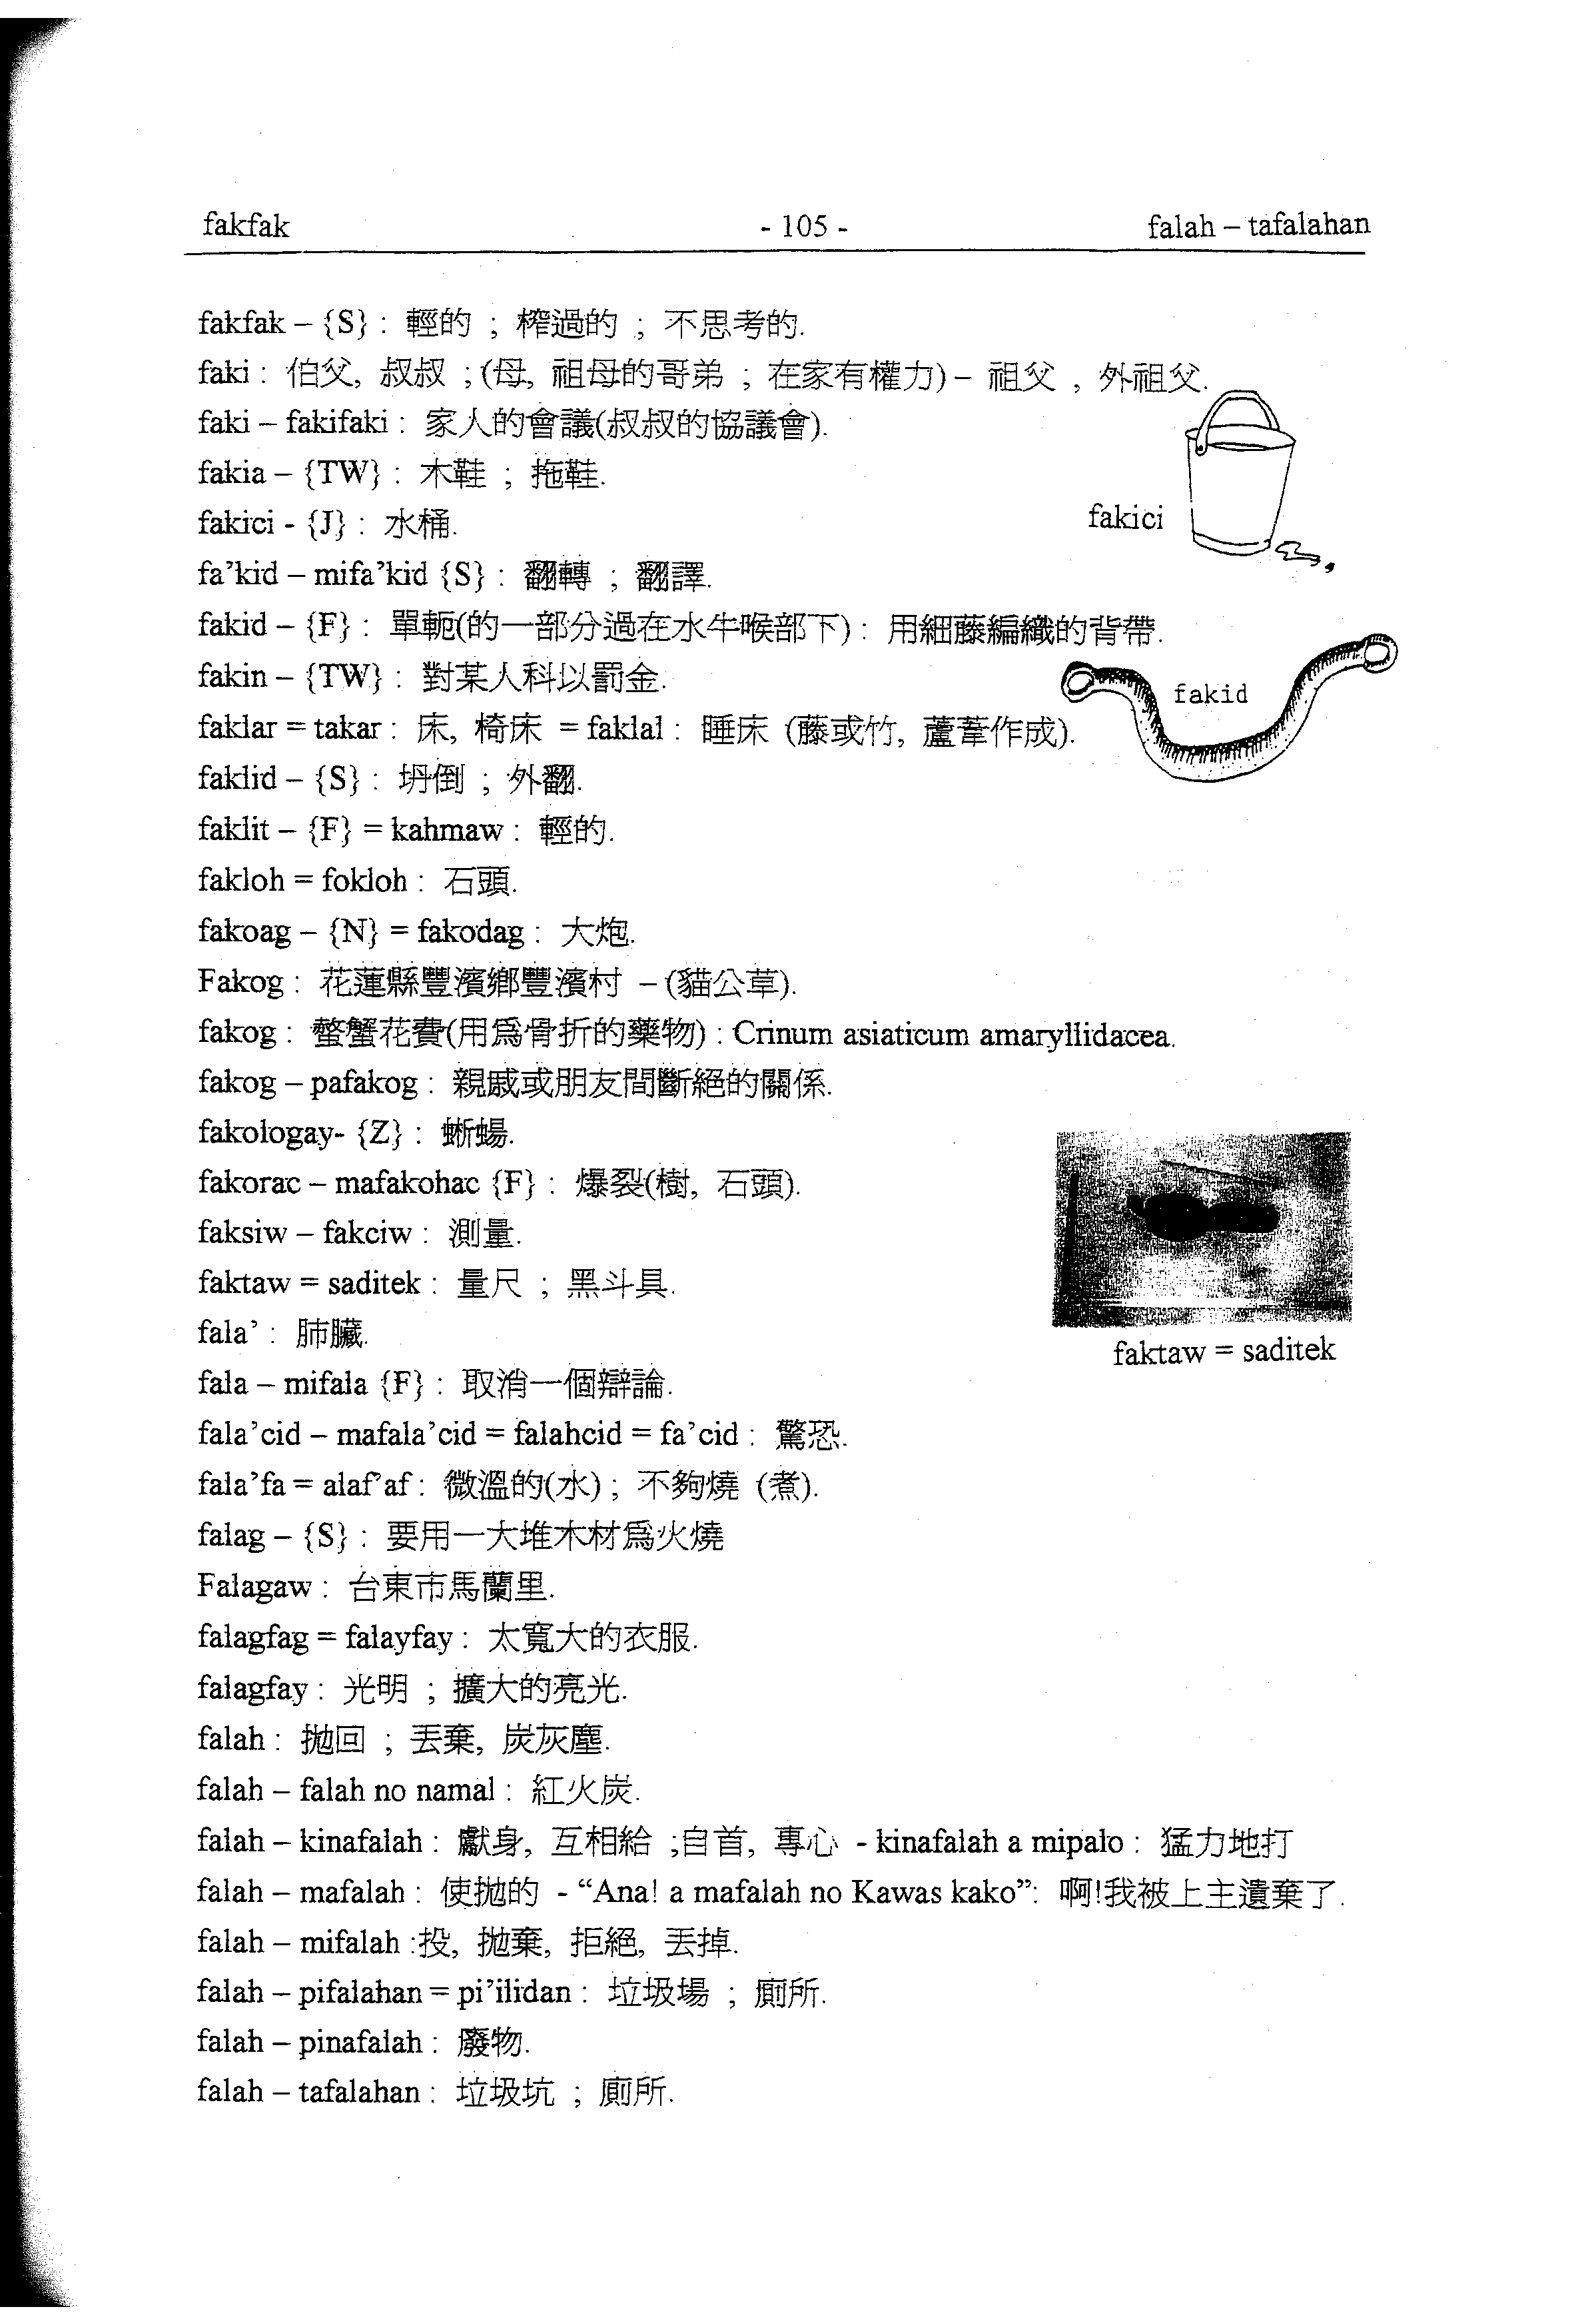 fakfak - 105 - falah – tafalahan
fakfak – {S} : 輕的 ; 榨過的 ; 不思考的.
faki : 伯父, 叔叔 ; (母, 祖母的哥弟 ; 在家有權力) – 祖父 , 外祖父.
faki – fakifaki : 家人的會議(叔叔的協議會).
fakia – {TW} : 木鞋 ; 拖鞋.
fakici - {J} : 水桶.
fakici
fa’kid – mifa’kid {S} : 翻轉 ; 翻譯.
fakid – {F} : 單軛(的一部分過在水牛喉部下) : 用細藤編織的背帶.
fakin – {TW} : 對某人科以罰金.
fakid
faklar = takar : 床, 椅床 = faklal : 睡床 (藤或竹, 蘆葦作成).
faklid – {S} : 坍倒 ; 外翻.
faklit – {F} = kahmaw : 輕的.
fakloh = fokloh : 石頭.
fakoag – {N} = fakodag : 大炮.
Fakog : 花蓮縣豐濱鄉豐濱村 – (貓公草).
fakog : 螯蟹花費(用爲骨折的藥物) : Crinum asiaticum amaryllidacea.
fakog – pafakog : 親戚或朋友間斷絕的關係.
fakologay- {Z} : 蜥蜴.
fakorac – mafakohac {F} : 爆裂(樹, 石頭).
faksiw – fakciw : 測量.
faktaw = saditek : 量尺 ; 黑斗具.
fala’ : 肺臟.
faktaw = saditek
fala – mifala {F} : 取消一個辯論.
fala’cid – mafala’cid = falahcid = fa’cid : 驚恐.
fala’fa = alaf’af : 微溫的(水) ; 不夠燒 (煮).
falag – {S} : 要用一大堆木材爲火燒
Falagaw : 台東市馬蘭里.
falagfag = falayfay : 太寬大的衣服.
falagfay : 光明 ; 擴大的亮光.
falah : 拋回 ; 丟棄, 炭灰塵.
falah – falah no namal : 紅火炭.
falah – kinafalah : 獻身, 互相給 ;自首, 專心 - kinafalah a mipalo : 猛力地打
falah – mafalah : 使拋的 - “Ana! a mafalah no Kawas kako”: 啊!我被上主遺棄了.
falah – mifalah :投, 拋棄, 拒絕, 丟掉.
falah – pifalahan = pi’ilidan : 垃圾場 ; 廁所.
falah – pinafalah : 廢物.
falah – tafalahan : 垃圾坑 ; 廁所.